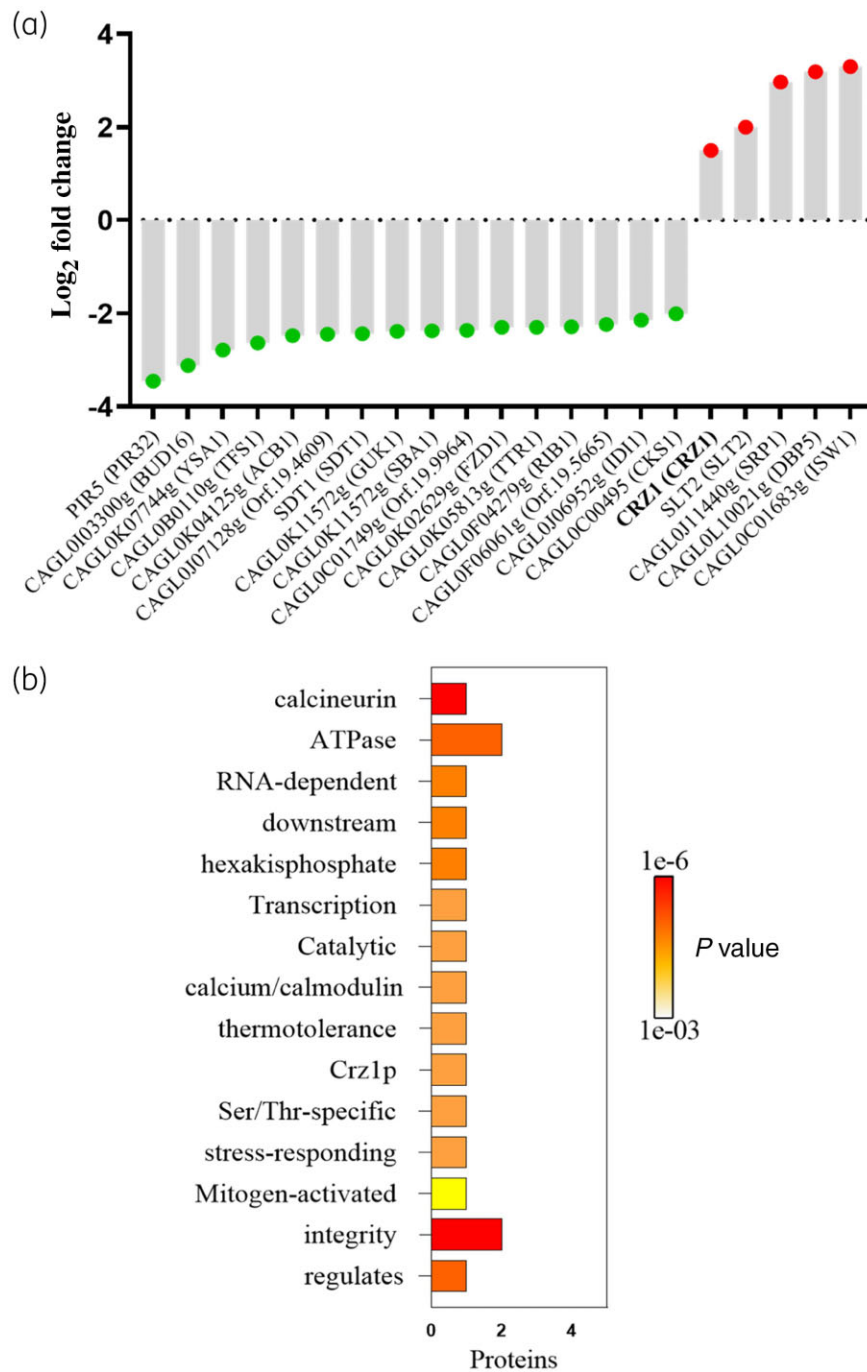 (a)
4
2
0
-2
-4
Log2 fold change
PIR5 (PIR32)
CAGL0I03300g (BUD16)
CAGL0K07744g (YSA1)
CAGL0B0110g (TFS1)
CAGL0K04125g (ACB1)
CAGL0J07128g (Orf.19.4609)
SDT1 (SDT1)
CAGL0K11572g (GUK1)
CAGL0K11572g (SBA1)
CAGL0C01749g (Orf.19.9964)
CAGL0K02629g (FZD1)
CAGL0K05813g (TTR1)
CAGL0F04279g (RIB1)
CAGL0F06061g (Orf.19.5665)
CAGL0J06952g (IDI1)
CAGL0C00495 (CKS1)
CRZ1 (CRZ1)
SLT2 (SLT2)
CAGL0J11440g (SRP1)
CAGL0L10021g (DBP5)
CAGL0C01683g (ISW1)
(b)
calcineurin
ATPase
RNA-dependent
downstream
hexakisphosphate
Transcription
Catalytic
calcium/calmodulin
thermotolerance
Crz1p
Ser/Thr-specific
stress-responding
Mitogen-activated
integrity
regulates
0 2 4
Proteins
1e-6
P value
1e-03